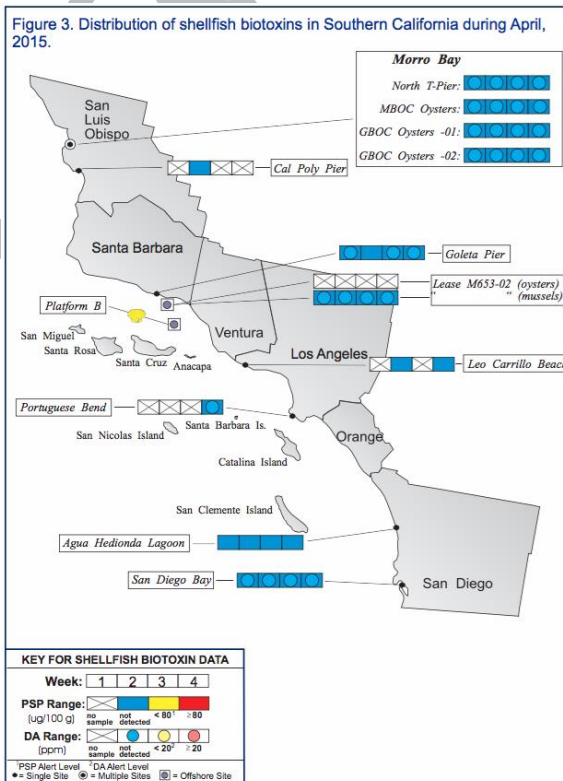 Figure 3. Distribution of shellfish biotoxins in Southern California during April,
2015.
Morro Bay
North T-Pier:
MBOC Oysters:
GBOC Oysters -01:
GBOC Oysters -02:
San
Luis
Obispo
Cal Poly Pier
Santa Barbara
Goleta Pier
Lease M653-02 (oysters)
" " (mussels)
Platform B
Ventura
San Miguel
Santa Rosa
Santa Cruz
Anacapa
Los Angeles
Leo Carrillo Beach
Portuguese Bend
Santa Barbara Is.
San Nicolas Island
Orange
Catalina Island
San Clemente Island
Agua Hedionda Lagoon
San Diego Bay
San Diego
KEY FOR SHELLFISH BIOTOXIN DATA
Week: 1 2 3 4
PSP Range:
(ug/100 g) no sample not detected < 80¹ ≥ 80
DA Range:
(ppm) no sample not detected < 20² ≥ 20
¹PSP Alert Level ²DA Alert Level
= Single Site = Multiple Sites = Offshore Site